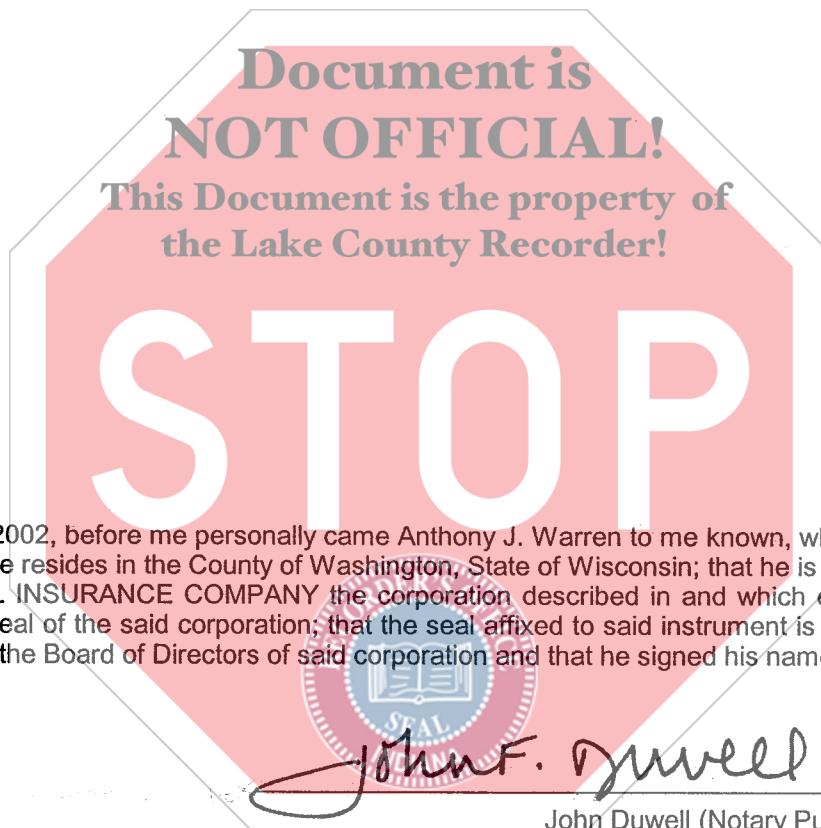 Document is
NOT OFFICIAL!
This Document is the property of
the Lake County Recorder!
STOP
2002, before me personally came Anthony J. Warren to me known, w
e resides in the County of Washington, State of Wisconsin; that he is
. INSURANCE COMPANY the corporation described in and which
eal of the said corporation; that the seal affixed to said instrument is
the Board of Directors of said corporation and that he signed his nam
SEAL
INDIANA
John F. Duwell
John Duwell (Notary Pu